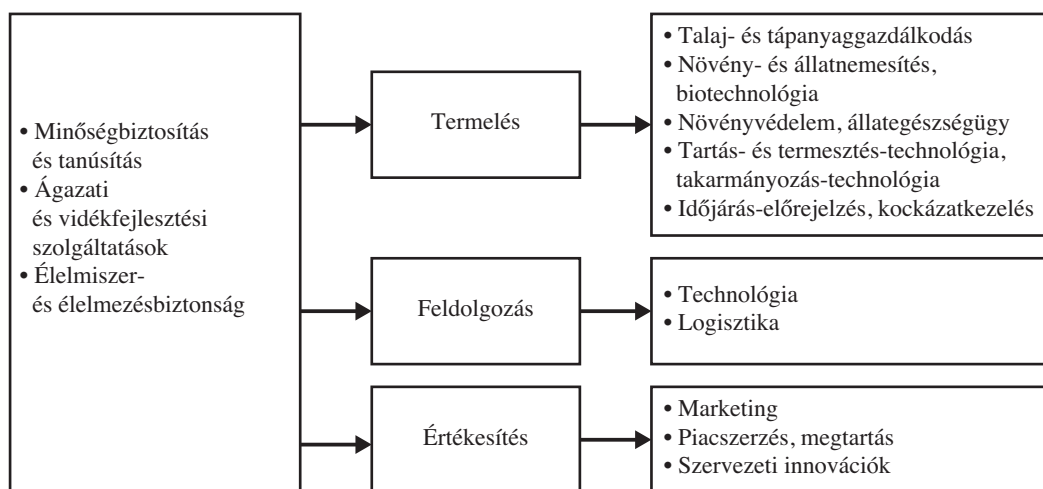 • Minőségbiztosítás
és tanúsítás
• Ágazati
és vidékfejlesztési
szolgáltatások
• Élelmiszer-
és élelmezésbiztonság
Termelés
• Talaj- és tápanyaggazdálkodás
• Növény- és állatnemesítés,
biotechnológia
• Növényvédelem, állategészségügy
• Tartás- és termesztés-technológia,
takarmányozás-technológia
• Időjárás-előrejelzés, kockázatkezelés
Feldolgozás
• Technológia
• Logisztika
Értékesítés
• Marketing
• Piacszerzés, megtartás
• Szervezeti innovációk